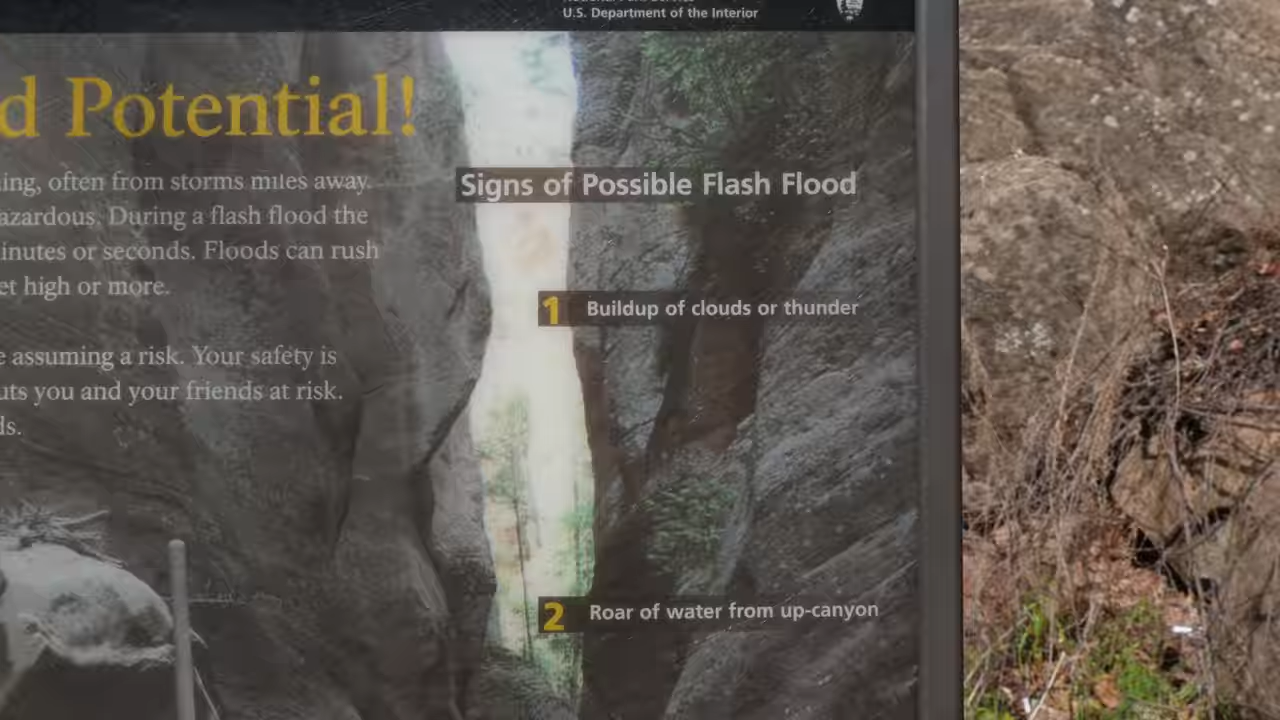 U.S. Department of the Interior
d Potential!
ing, often from storms miles away.
azardous. During a flash flood the
inutes or seconds. Floods can rush
et high or more.
e assuming a risk. Your safety is
uts you and your friends at risk.
ds.
Signs of Possible Flash Flood
1 Buildup of clouds or thunder
2 Roar of water from up-canyon